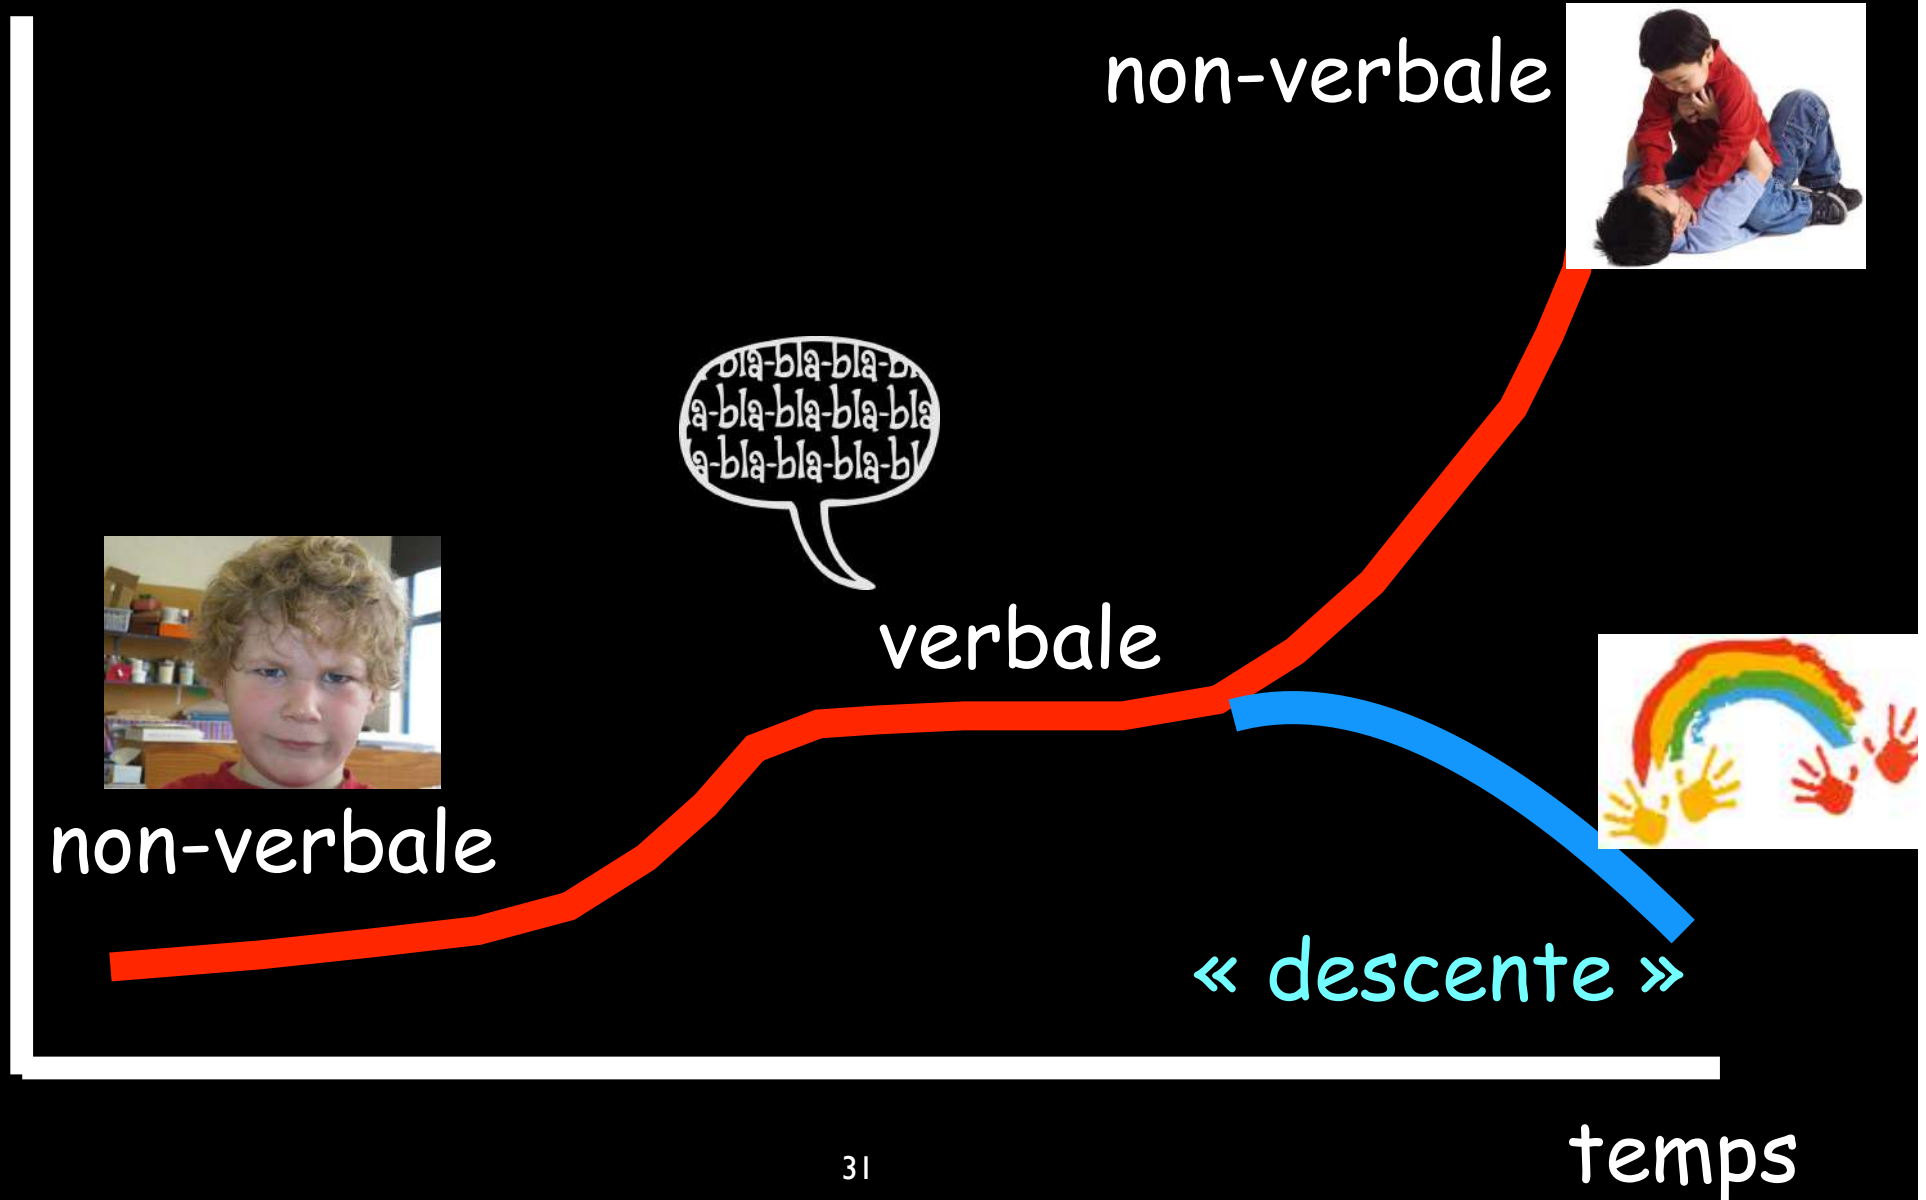 non-verbale
bla-bla-bla-b
a-bla-bla-bla-bla
a-bla-bla-bla-bl
verbale
non-verbale
« descente »
temps
31